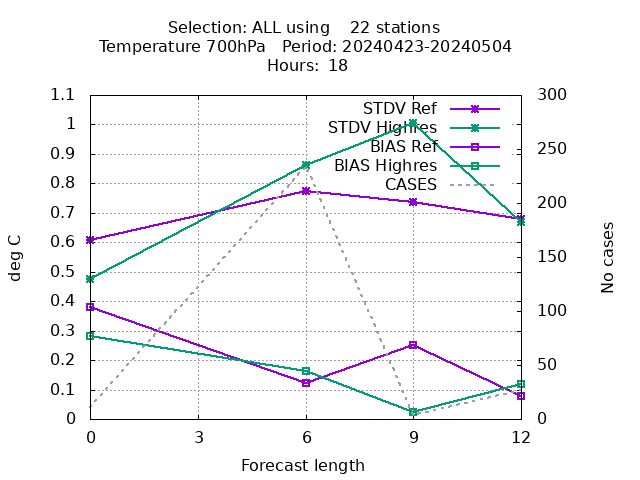 Selection: ALL using    22 stations
Temperature 700hPa   Period: 20240423-20240504
Hours:  18
1.1
1
0.9
0.8
0.7
0.6
0.5
0.4
0.3
0.2
0.1
0
deg C
STDV Ref
STDV Highres
BIAS Ref
BIAS Highres
CASES
300
250
200
150
100
50
0
No cases
0 3 6 9 12
Forecast length